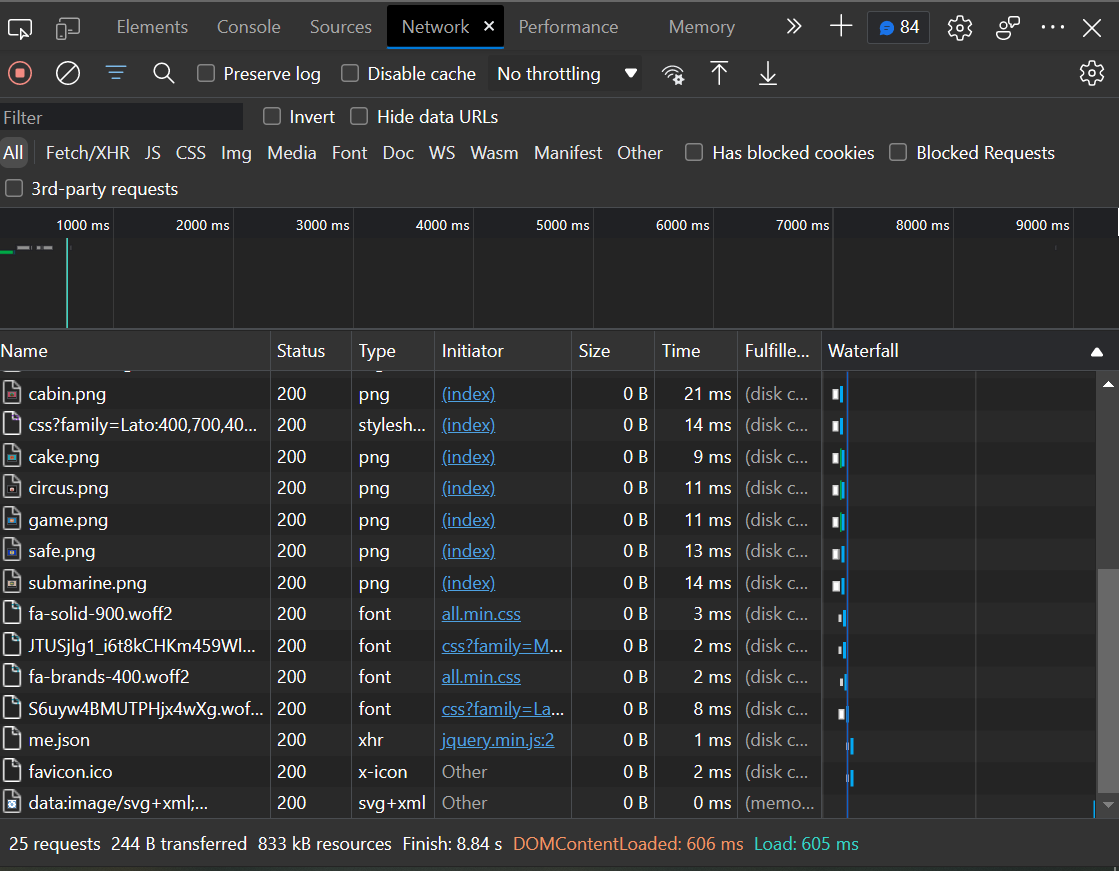 Elements Console Sources Network Performance Memory 84
Preserve log Disable cache No throttling
Filter Invert Hide data URLs
All Fetch/XHR JS CSS Img Media Font Doc WS Wasm Manifest Other Has blocked cookies Blocked Requests
3rd-party requests
1000 ms 2000 ms 3000 ms 4000 ms 5000 ms 6000 ms 7000 ms 8000 ms 9000 ms
Name Status Type Initiator Size Time Fulfille... Waterfall
cabin.png 200 png (index) 0 B 21 ms (disk c...
css?family=Lato:400,700,40... 200 stylesh... (index) 0 B 14 ms (disk c...
cake.png 200 png (index) 0 B 9 ms (disk c...
circus.png 200 png (index) 0 B 11 ms (disk c...
game.png 200 png (index) 0 B 11 ms (disk c...
safe.png 200 png (index) 0 B 13 ms (disk c...
submarine.png 200 png (index) 0 B 14 ms (disk c...
fa-solid-900.woff2 200 font all.min.css 0 B 3 ms (disk c...
JTUSjIg1_i6t8kCHKm459Wl... 200 font css?family=M... 0 B 2 ms (disk c...
fa-brands-400.woff2 200 font all.min.css 0 B 2 ms (disk c...
S6uyw4BMUTPHjx4wXg.wof... 200 font css?family=La... 0 B 8 ms (disk c...
me.json 200 xhr jquery.min.js:2 0 B 1 ms (disk c...
favicon.ico 200 x-icon Other 0 B 2 ms (disk c...
data:image/svg+xml;... 200 svg+xml Other 0 B 0 ms (memo...
25 requests 244 B transferred 833 kB resources Finish: 8.84 s DOMContentLoaded: 606 ms Load: 605 ms